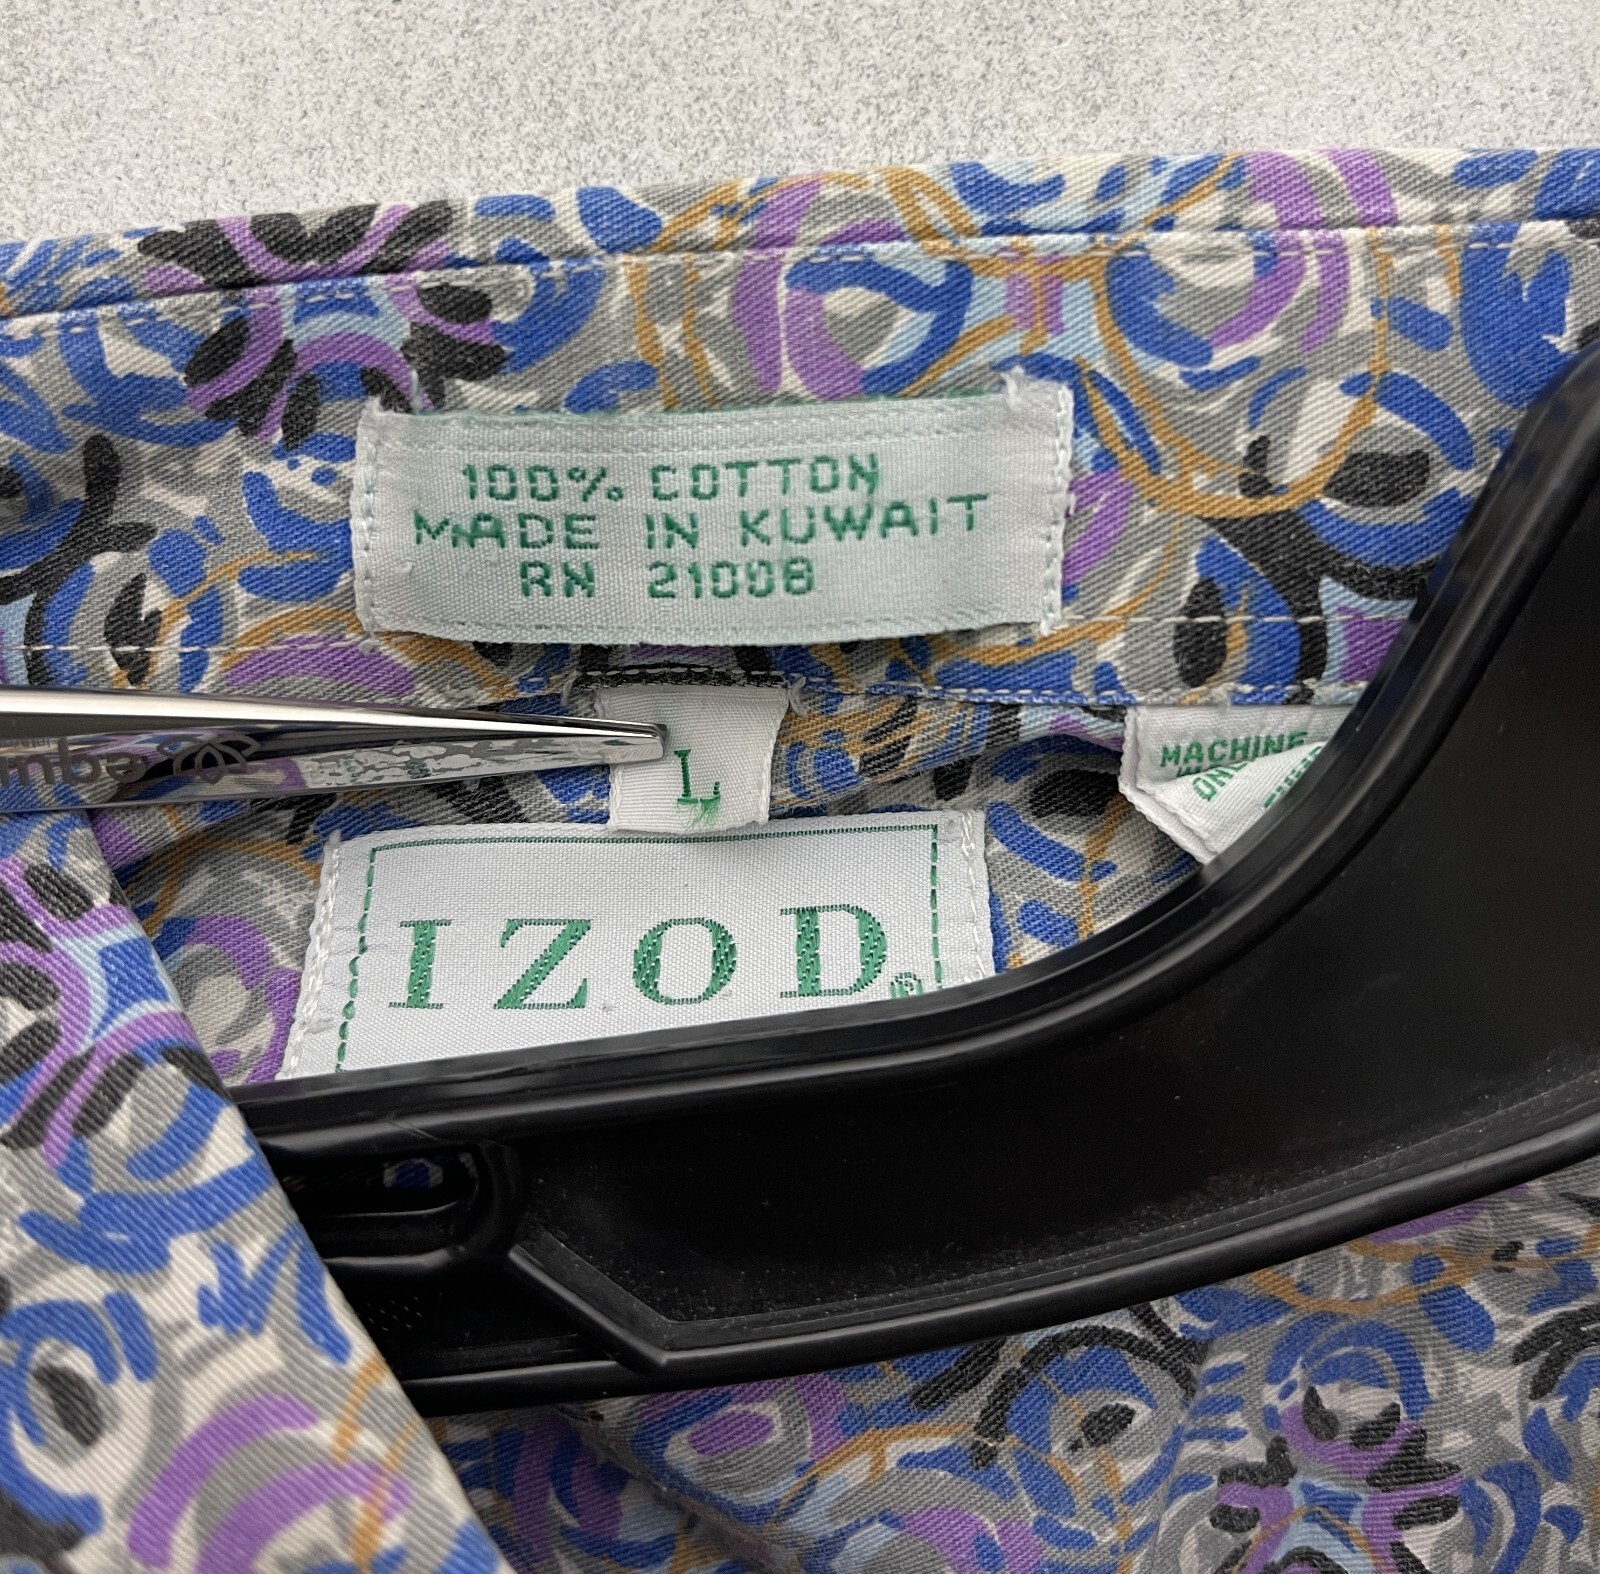 100% COTTON
MADE IN KUWAIT
RN 21008
L
MACHINE
IZOD®